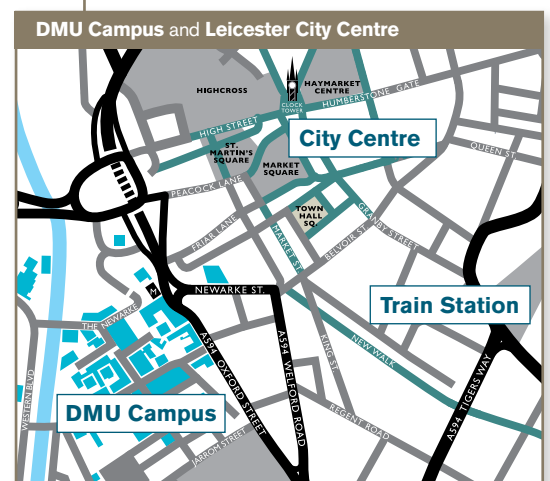 DMU Campus and Leicester City Centre
HIGHCROSS
HAYMARKET
CENTRE
CLOCK
TOWER
HUMBERSTONE GATE
HIGH STREET
City Centre
ST.
MARTIN'S
SQUARE
MARKET
SQUARE
QUEEN ST.
PEACOCK LANE
TOWN
HALL
SQ.
GRANBY STREET
FRIAR LANE
MARKET ST.
BELVOIR ST.
M
NEWARKE ST.
Train Station
THE NEWARKE
NEW WALK
KING ST.
A594 OXFORD STREET
A594 WELFORD ROAD
A594 TIGERS WAY
WESTERN BLVD
DMU Campus
REGENT ROAD
JARROM STREET